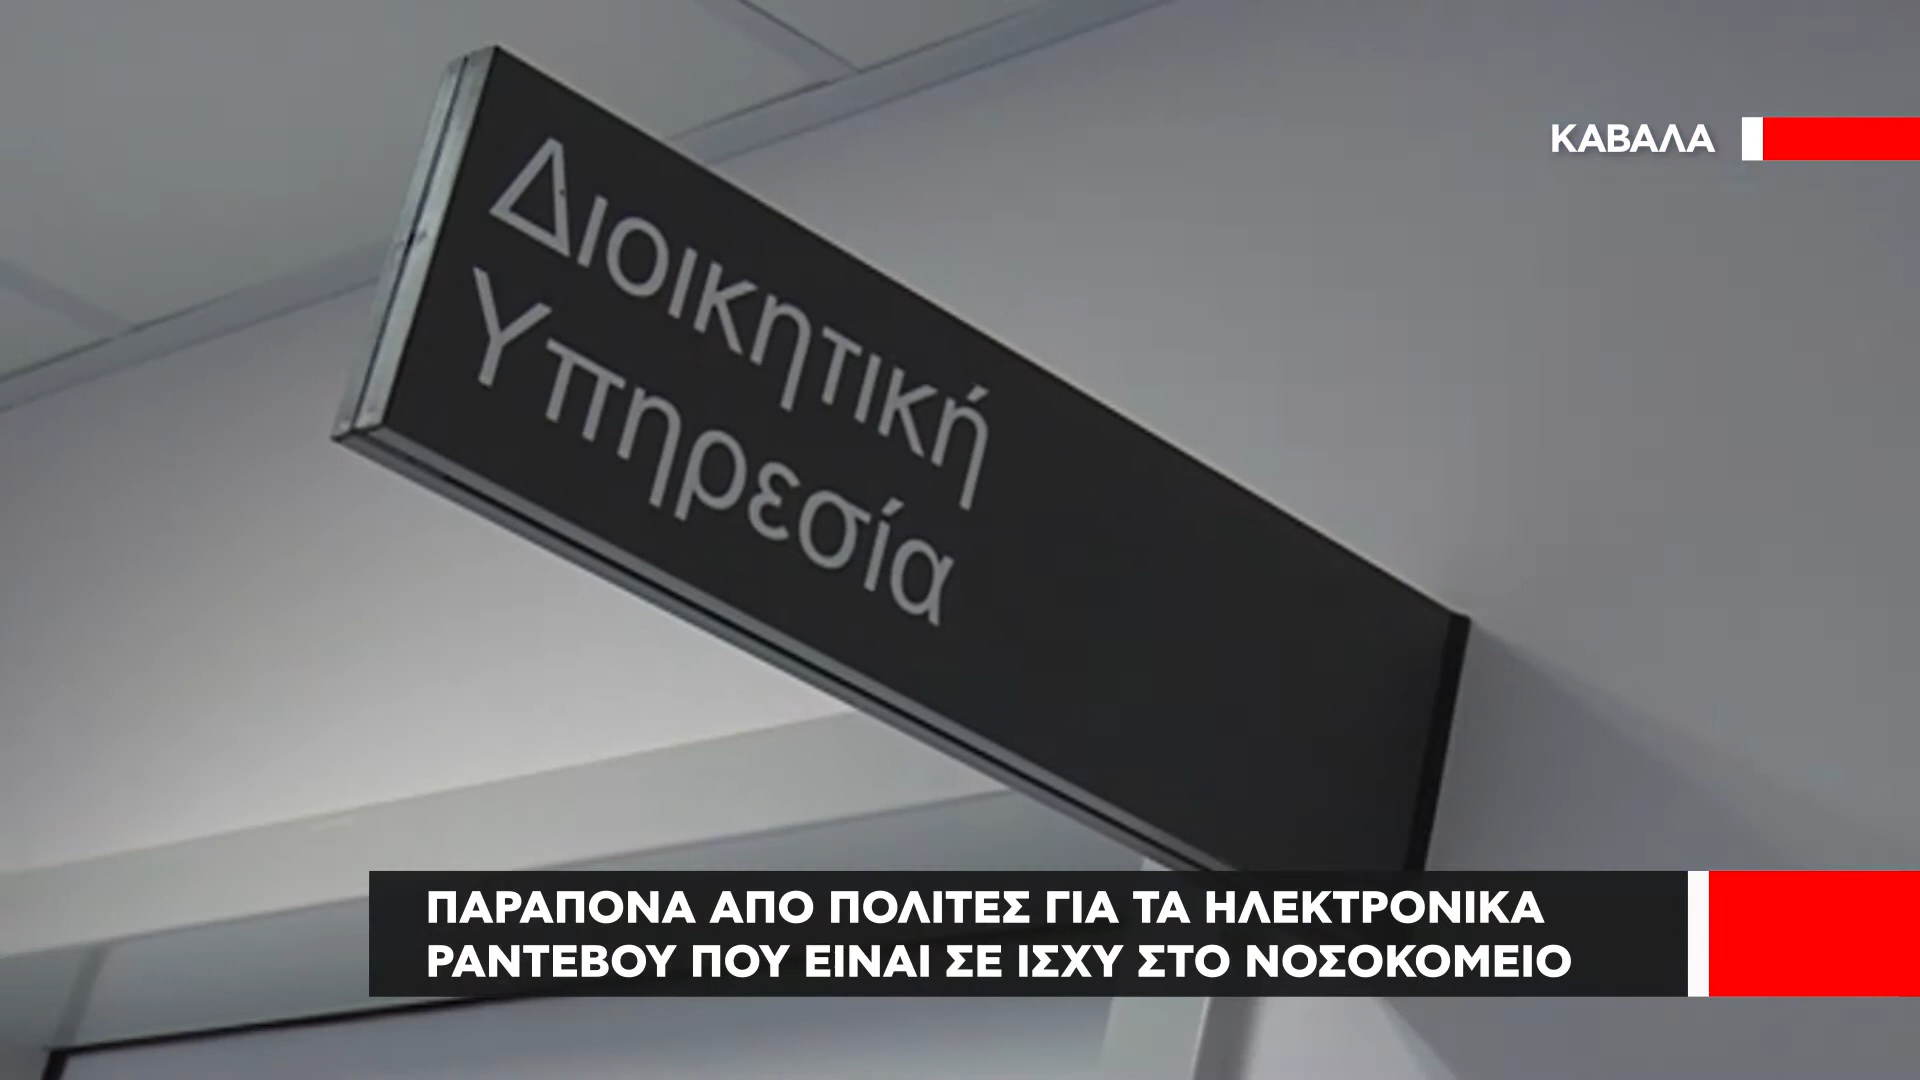 ΚΑΒΑΛΑ
Διοικητική
Υπηρεσία
ΠΑΡΑΠΟΝΑ ΑΠΟ ΠΟΛΙΤΕΣ ΓΙΑ ΤΑ ΗΛΕΚΤΡΟΝΙΚΑ
ΡΑΝΤΕΒΟΥ ΠΟΥ ΕΙΝΑΙ ΣΕ ΙΣΧΥ ΣΤΟ ΝΟΣΟΚΟΜΕΙΟ